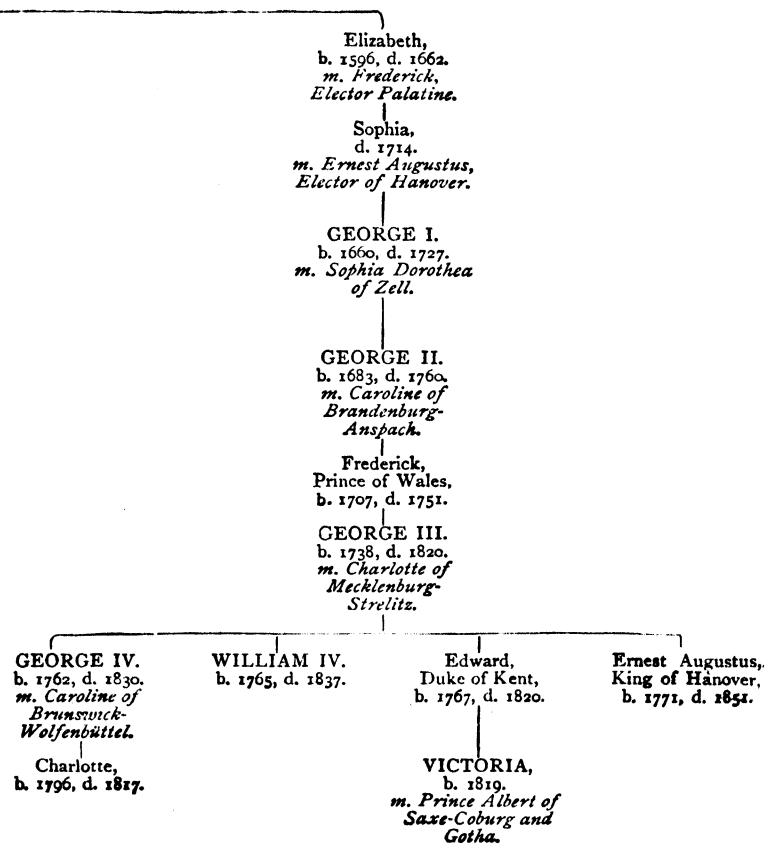 Elizabeth,
b. 1596, d. 1662.
m. Frederick,
Elector Palatine.
Sophia,
d. 1714.
m. Ernest Augustus,
Elector of Hanover.
GEORGE I.
b. 1660, d. 1727.
m. Sophia Dorothea
of Zell.
GEORGE II.
b. 1683, d. 1760.
m. Caroline of
Brandenburg-
Anspach.
Frederick,
Prince of Wales,
b. 1707, d. 1751.
GEORGE III.
b. 1738, d. 1820.
m. Charlotte of
Mecklenburg-
Strelitz.
GEORGE IV.
b. 1762, d. 1830.
m. Caroline of
Brunswick-
Wolfenbüttel.
Charlotte,
b. 1796, d. 1817.
WILLIAM IV.
b. 1765, d. 1837.
Edward,
Duke of Kent,
b. 1767, d. 1820.
VICTORIA,
b. 1819.
m. Prince Albert of
Saxe-Coburg and
Gotha.
Ernest Augustus,
King of Hanover,
b. 1771, d. 1851.